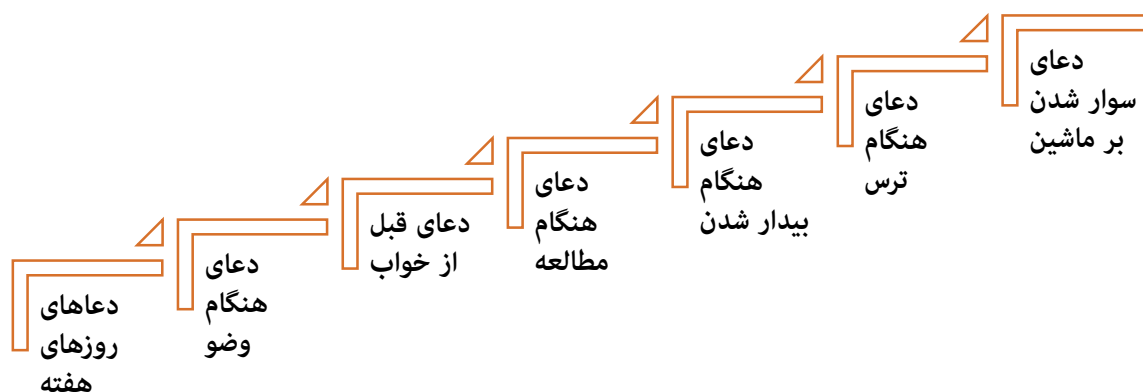 دعای
سوار شدن
بر ماشین
دعای
هنگام
ترس
دعای
هنگام
بیدار شدن
دعای
هنگام
مطالعه
دعای قبل
از خواب
دعای
هنگام
وضو
دعاهای
روزهای
هفته